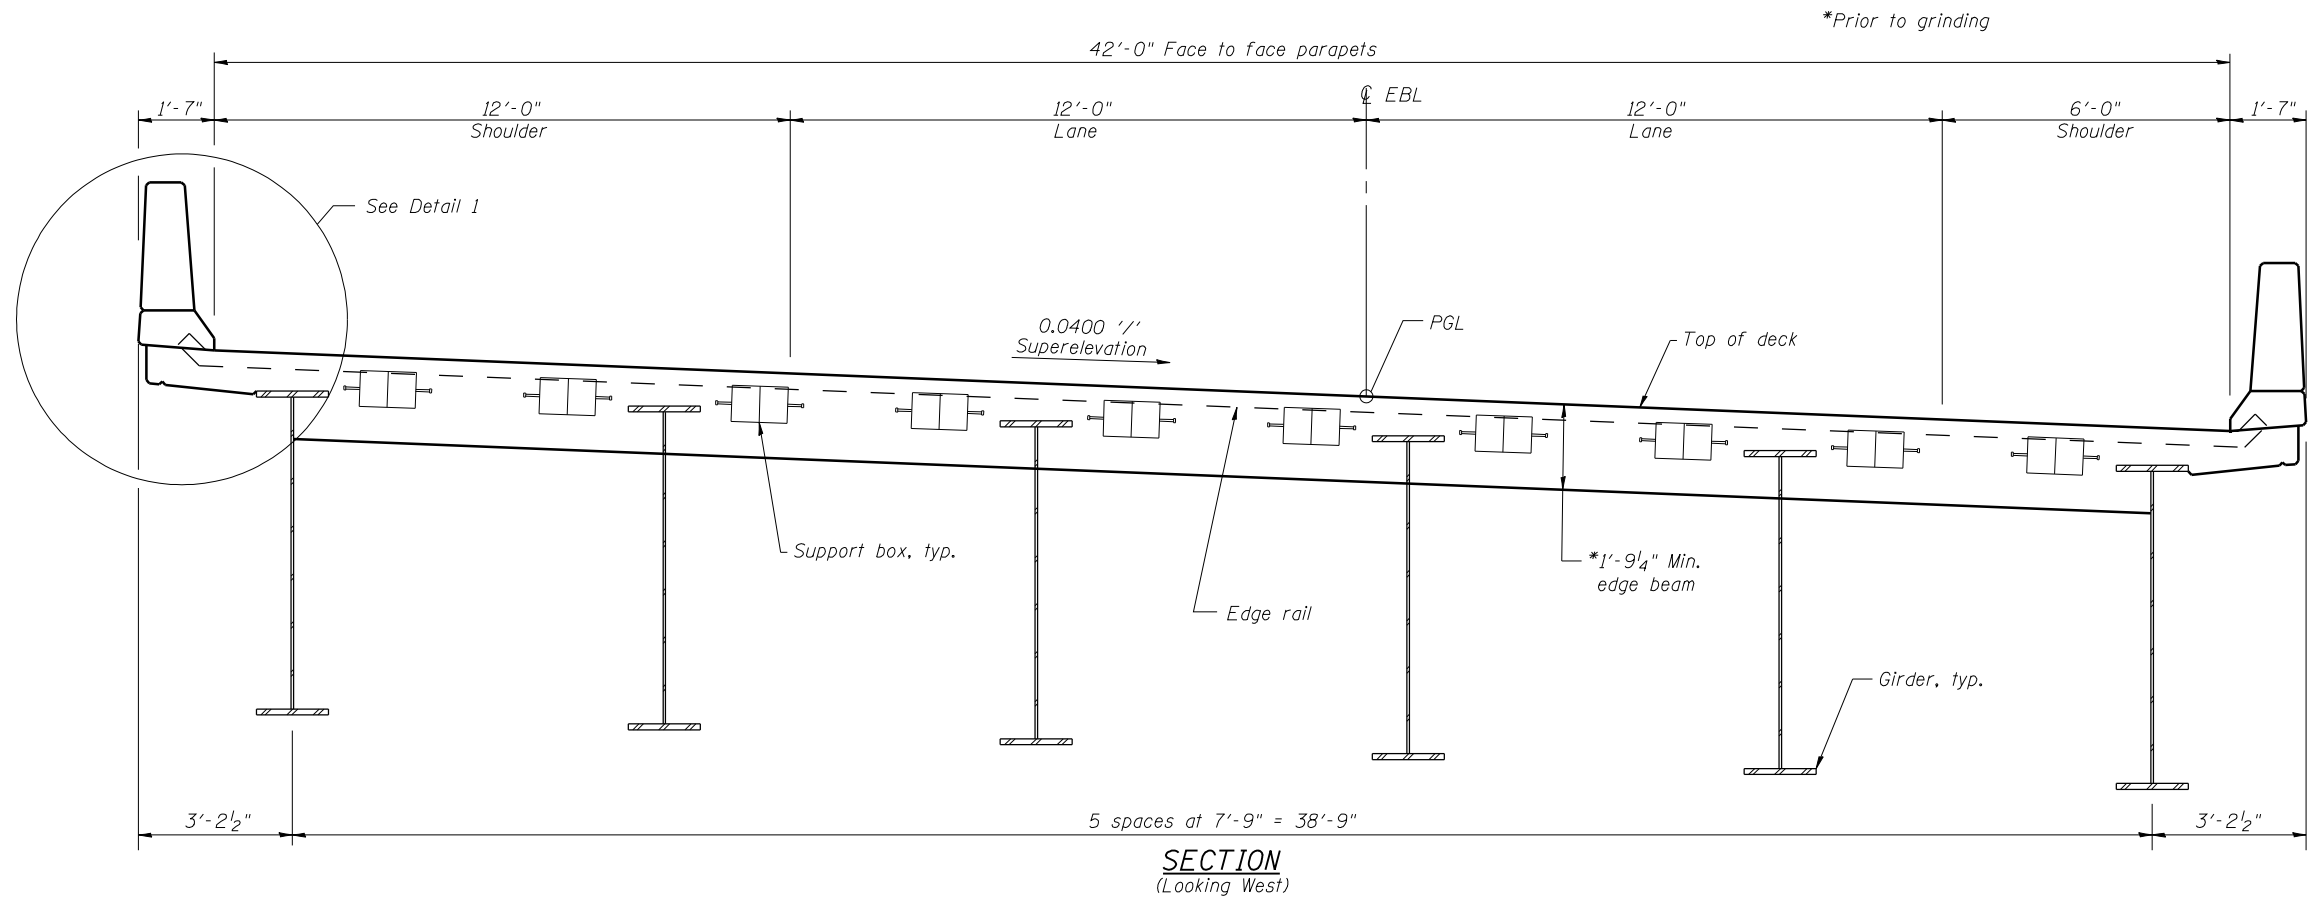 *Prior to grinding
42'-0" Face to face parapets
1'-7"
12'-0"
Shoulder
12'-0"
Lane
℄ EBL
12'-0"
Lane
6'-0"
Shoulder
1'-7"
See Detail 1
0.0400 '/'
Superelevation
PGL
Top of deck
Support box, typ.
*1'-9¼" Min.
edge beam
Edge rail
Girder, typ.
3'-2½"
5 spaces at 7'-9" = 38'-9"
3'-2½"
SECTION
(Looking West)